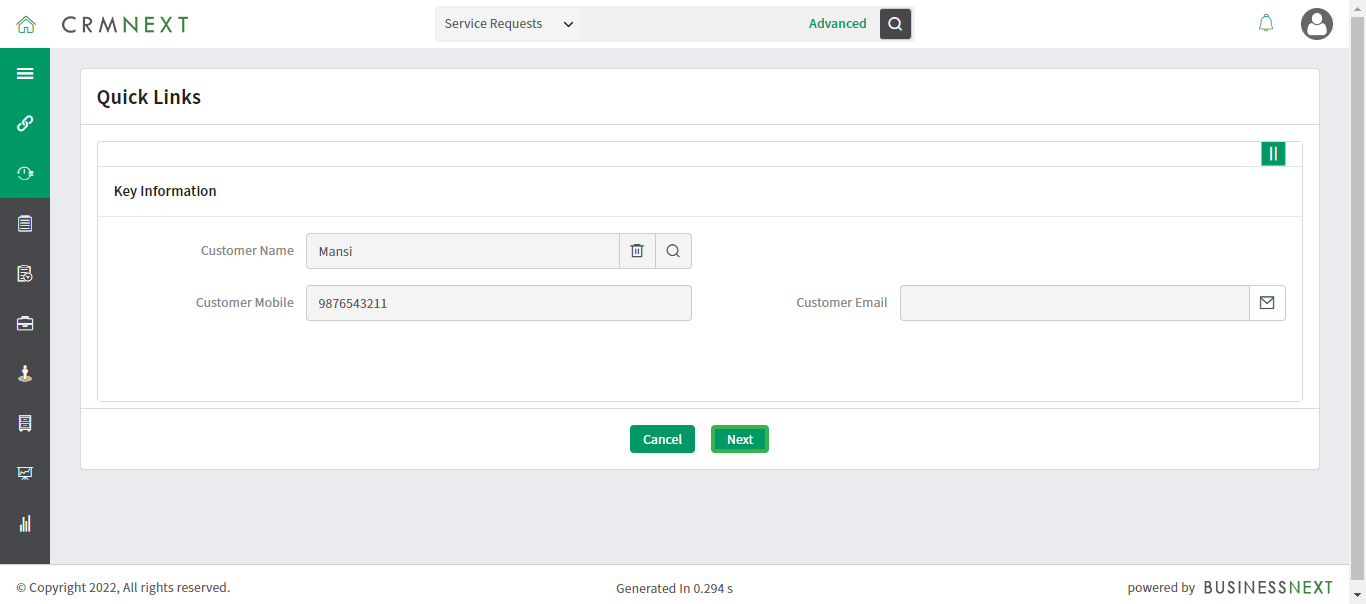 CRMNEXT
Service Requests
Advanced
Quick Links
Key Information
Customer Name
Mansi
Customer Mobile
9876543211
Customer Email
Cancel
Next
© Copyright 2022, All rights reserved.
Generated In 0.294 s
powered by BUSINESSNEXT